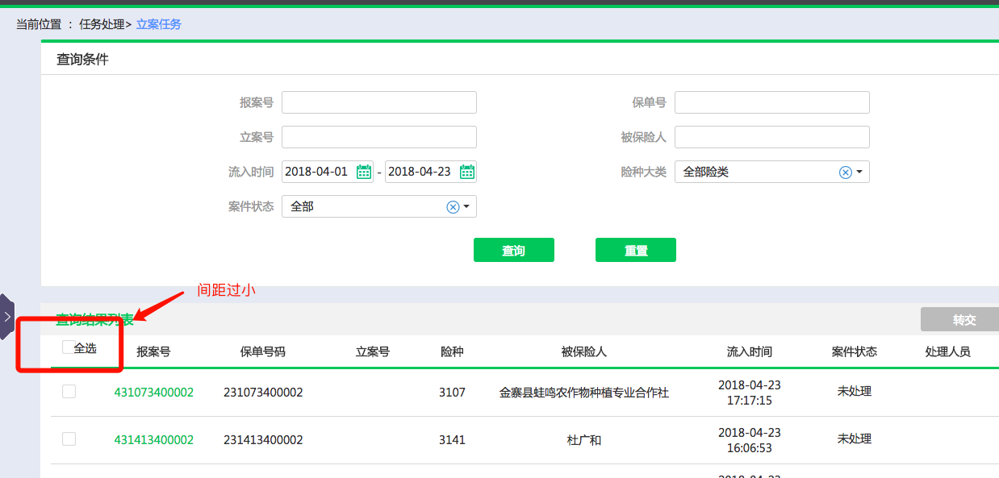 当前位置 ： 任务处理> 立案任务
查询条件
报案号
保单号
立案号
被保险人
流入时间 2018-04-01 - 2018-04-23
险种大类 全部险类
案件状态 全部
查询 重置
间距过小
查询结果列表 转交
全选 报案号 保单号码 立案号 险种 被保险人 流入时间 案件状态 处理人员
431073400002 231073400002 3107 金寨县蛙鸣农作物种植专业合作社 2018-04-23 未处理
17:17:15
431413400002 231413400002 3141 杜广和 2018-04-23 未处理
16:06:53